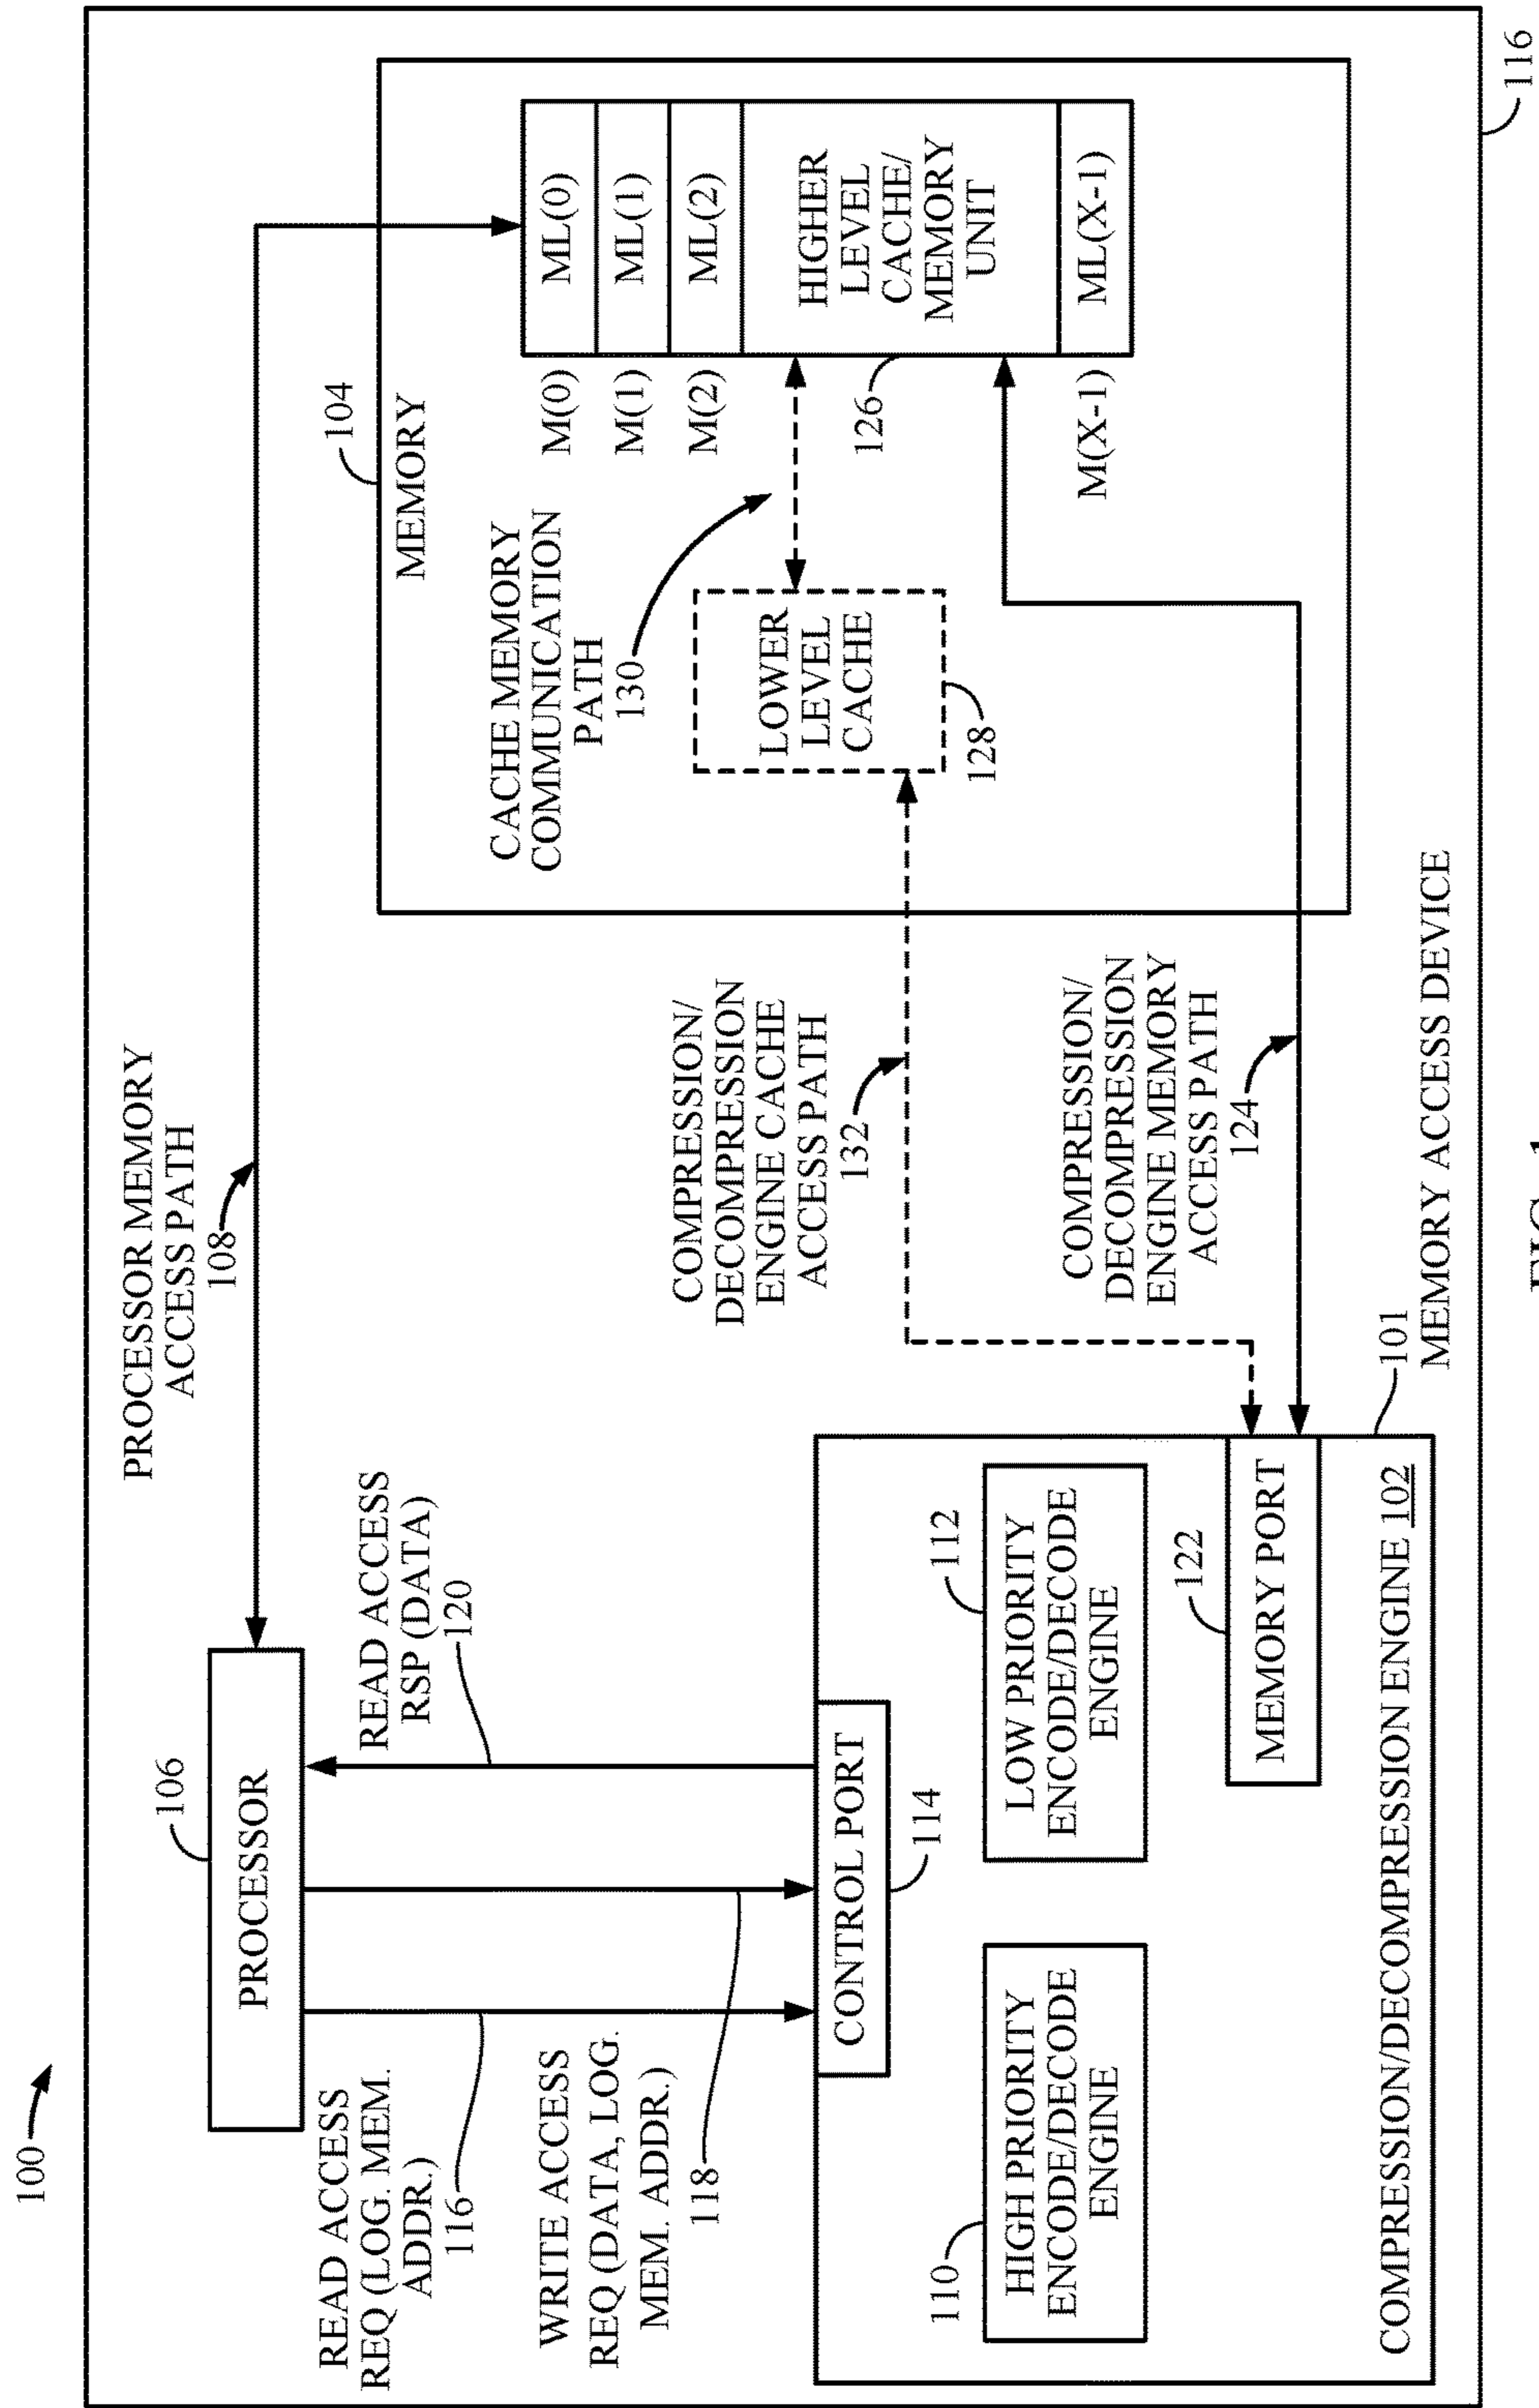 100
PROCESSOR MEMORY
ACCESS PATH
108
106
PROCESSOR
READ ACCESS
REQ (LOG. MEM.
ADDR.)
116
WRITE ACCESS
REQ (DATA, LOG.
MEM. ADDR.)
118
READ ACCESS
RSP (DATA)
120
CONTROL PORT
114
110
HIGH PRIORITY
ENCODE/DECODE
ENGINE
112
LOW PRIORITY
ENCODE/DECODE
ENGINE
122
MEMORY PORT
COMPRESSION/DECOMPRESSION ENGINE 102
101
COMPRESSION/
DECOMPRESSION
ENGINE CACHE
ACCESS PATH
132
COMPRESSION/
DECOMPRESSION
ENGINE MEMORY
ACCESS PATH
124
104
MEMORY
CACHE MEMORY
COMMUNICATION
PATH
130
LOWER
LEVEL
CACHE
128
M(0)
ML(0)
M(1)
ML(1)
M(2)
ML(2)
HIGHER
LEVEL
CACHE/
MEMORY
UNIT
126
M(X-1)
ML(X-1)
MEMORY ACCESS DEVICE
116
FIG. 1